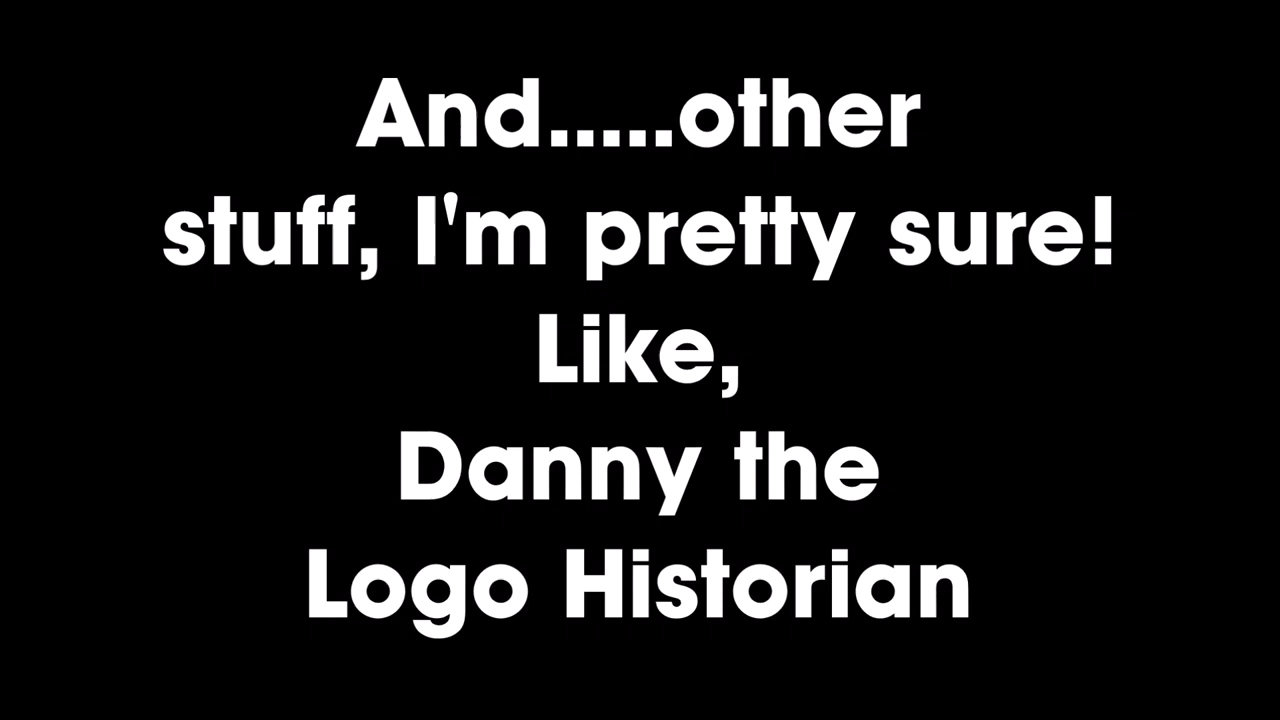 And.....other
stuff, I'm pretty sure!
Like,
Danny the
Logo Historian